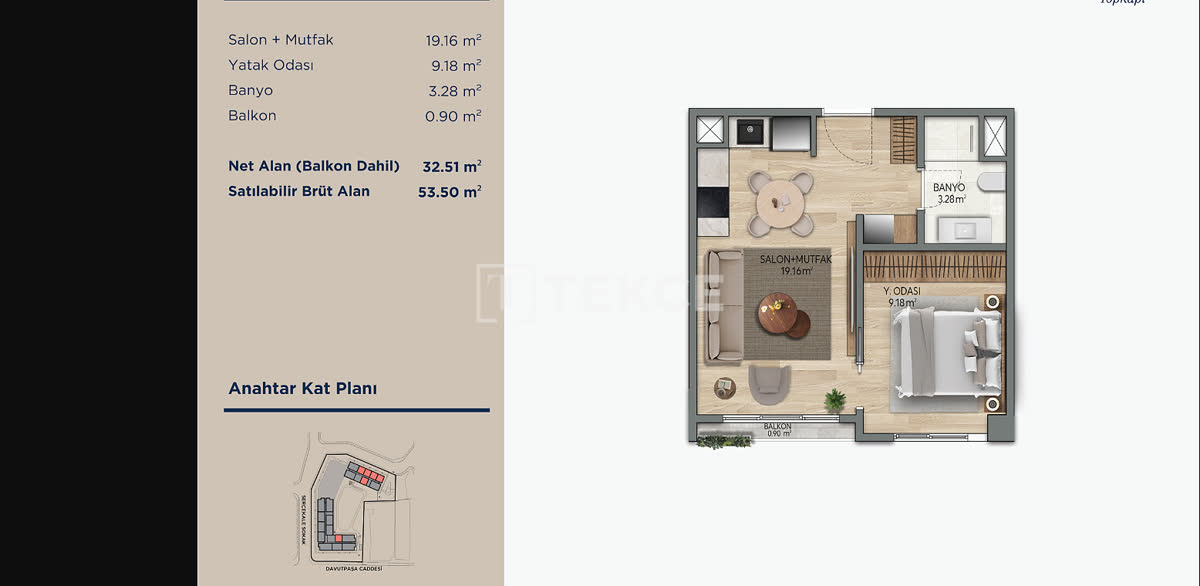 Topkapı
Salon + Mutfak 19.16 m²
Yatak Odası 9.18 m²
Banyo 3.28 m²
Balkon 0.90 m²
Net Alan (Balkon Dahil) 32.51 m²
Satılabilir Brüt Alan 53.50 m²
BANYO
3.28m²
SALON+MUTFAK
19.16m²
Y. ODASI
9.18m²
BALKON
0.90 m²
TEKCE
Anahtar Kat Planı
SERÇEKALE SOKAK
DAVUTPAŞA CADDESİ